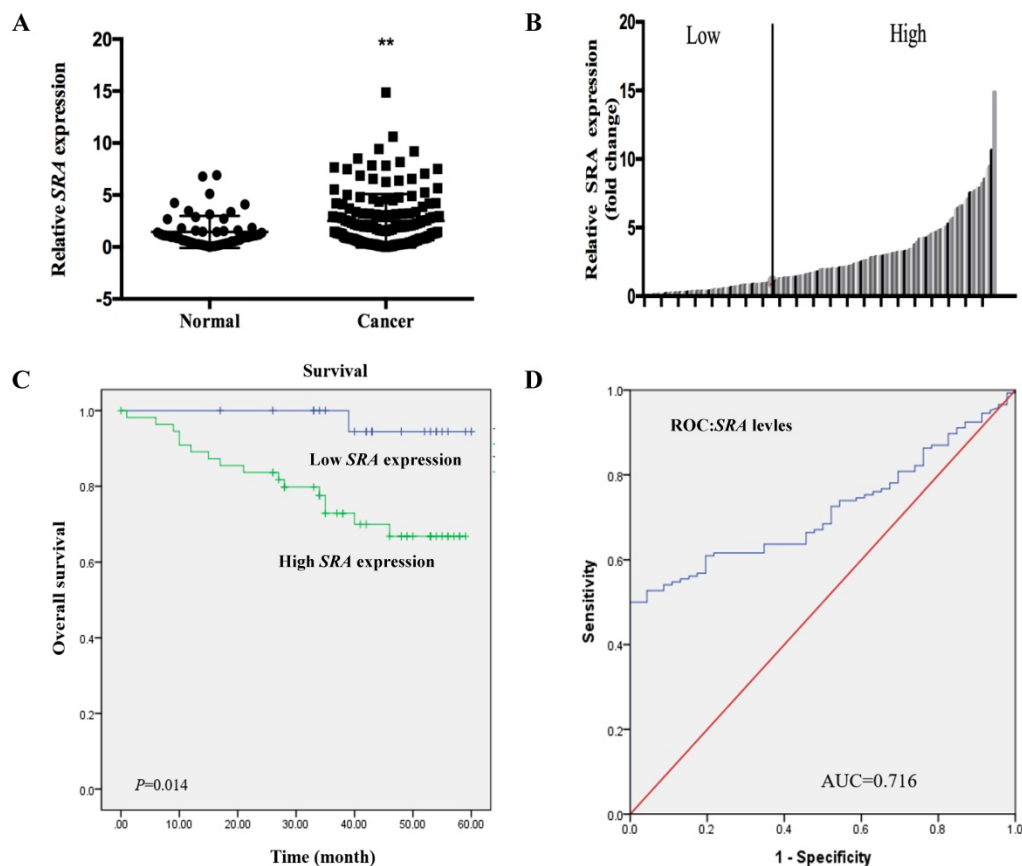 A
Relative SRA expression
20
15
10
5
0
-5
**
Normal
Cancer
B
Relative SRA expression
(fold change)
20
15
10
5
0
Low
High
C
Survival
Overall survival
1.0
0.8
0.6
0.4
0.2
0.0
Low SRA expression
High SRA expression
P=0.014
.00
10.00
20.00
30.00
40.00
50.00
60.00
Time (month)
D
Sensitivity
1.0
0.8
0.6
0.4
0.2
0.0
ROC:SRA levles
AUC=0.716
0.0
0.2
0.4
0.6
0.8
1.0
1 - Specificity